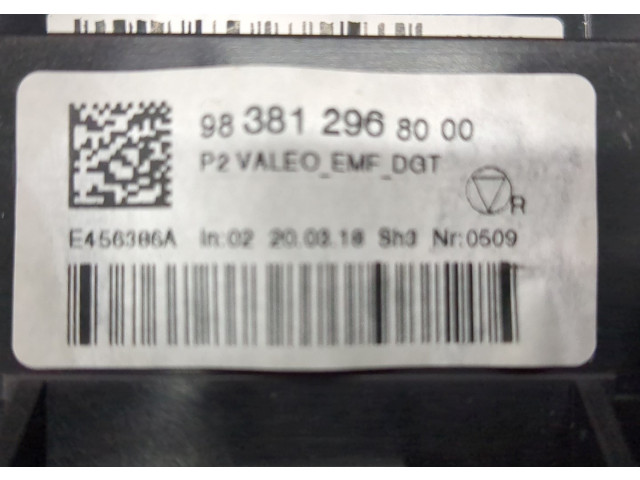 98 381 296 80 00
P2 VALEO_EMF_DGT
R
E456386A In:02 20.03.18 Sh3 Nr:0509